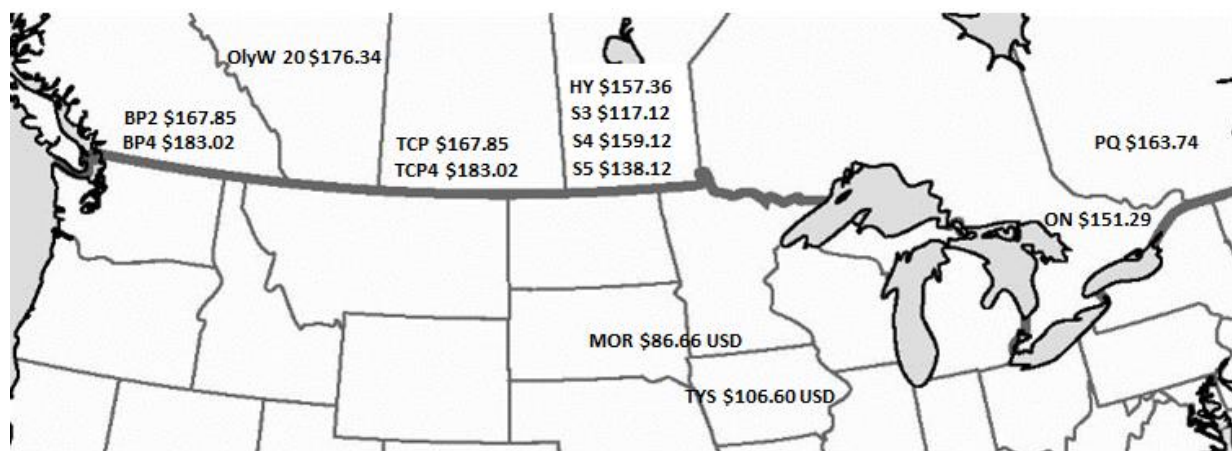 OlyW 20 $176.34
BP2 $167.85
BP4 $183.02
TCP $167.85
TCP4 $183.02
HY $157.36
S3 $117.12
S4 $159.12
S5 $138.12
PQ $163.74
ON $151.29
MOR $86.66 USD
TYS $106.60 USD